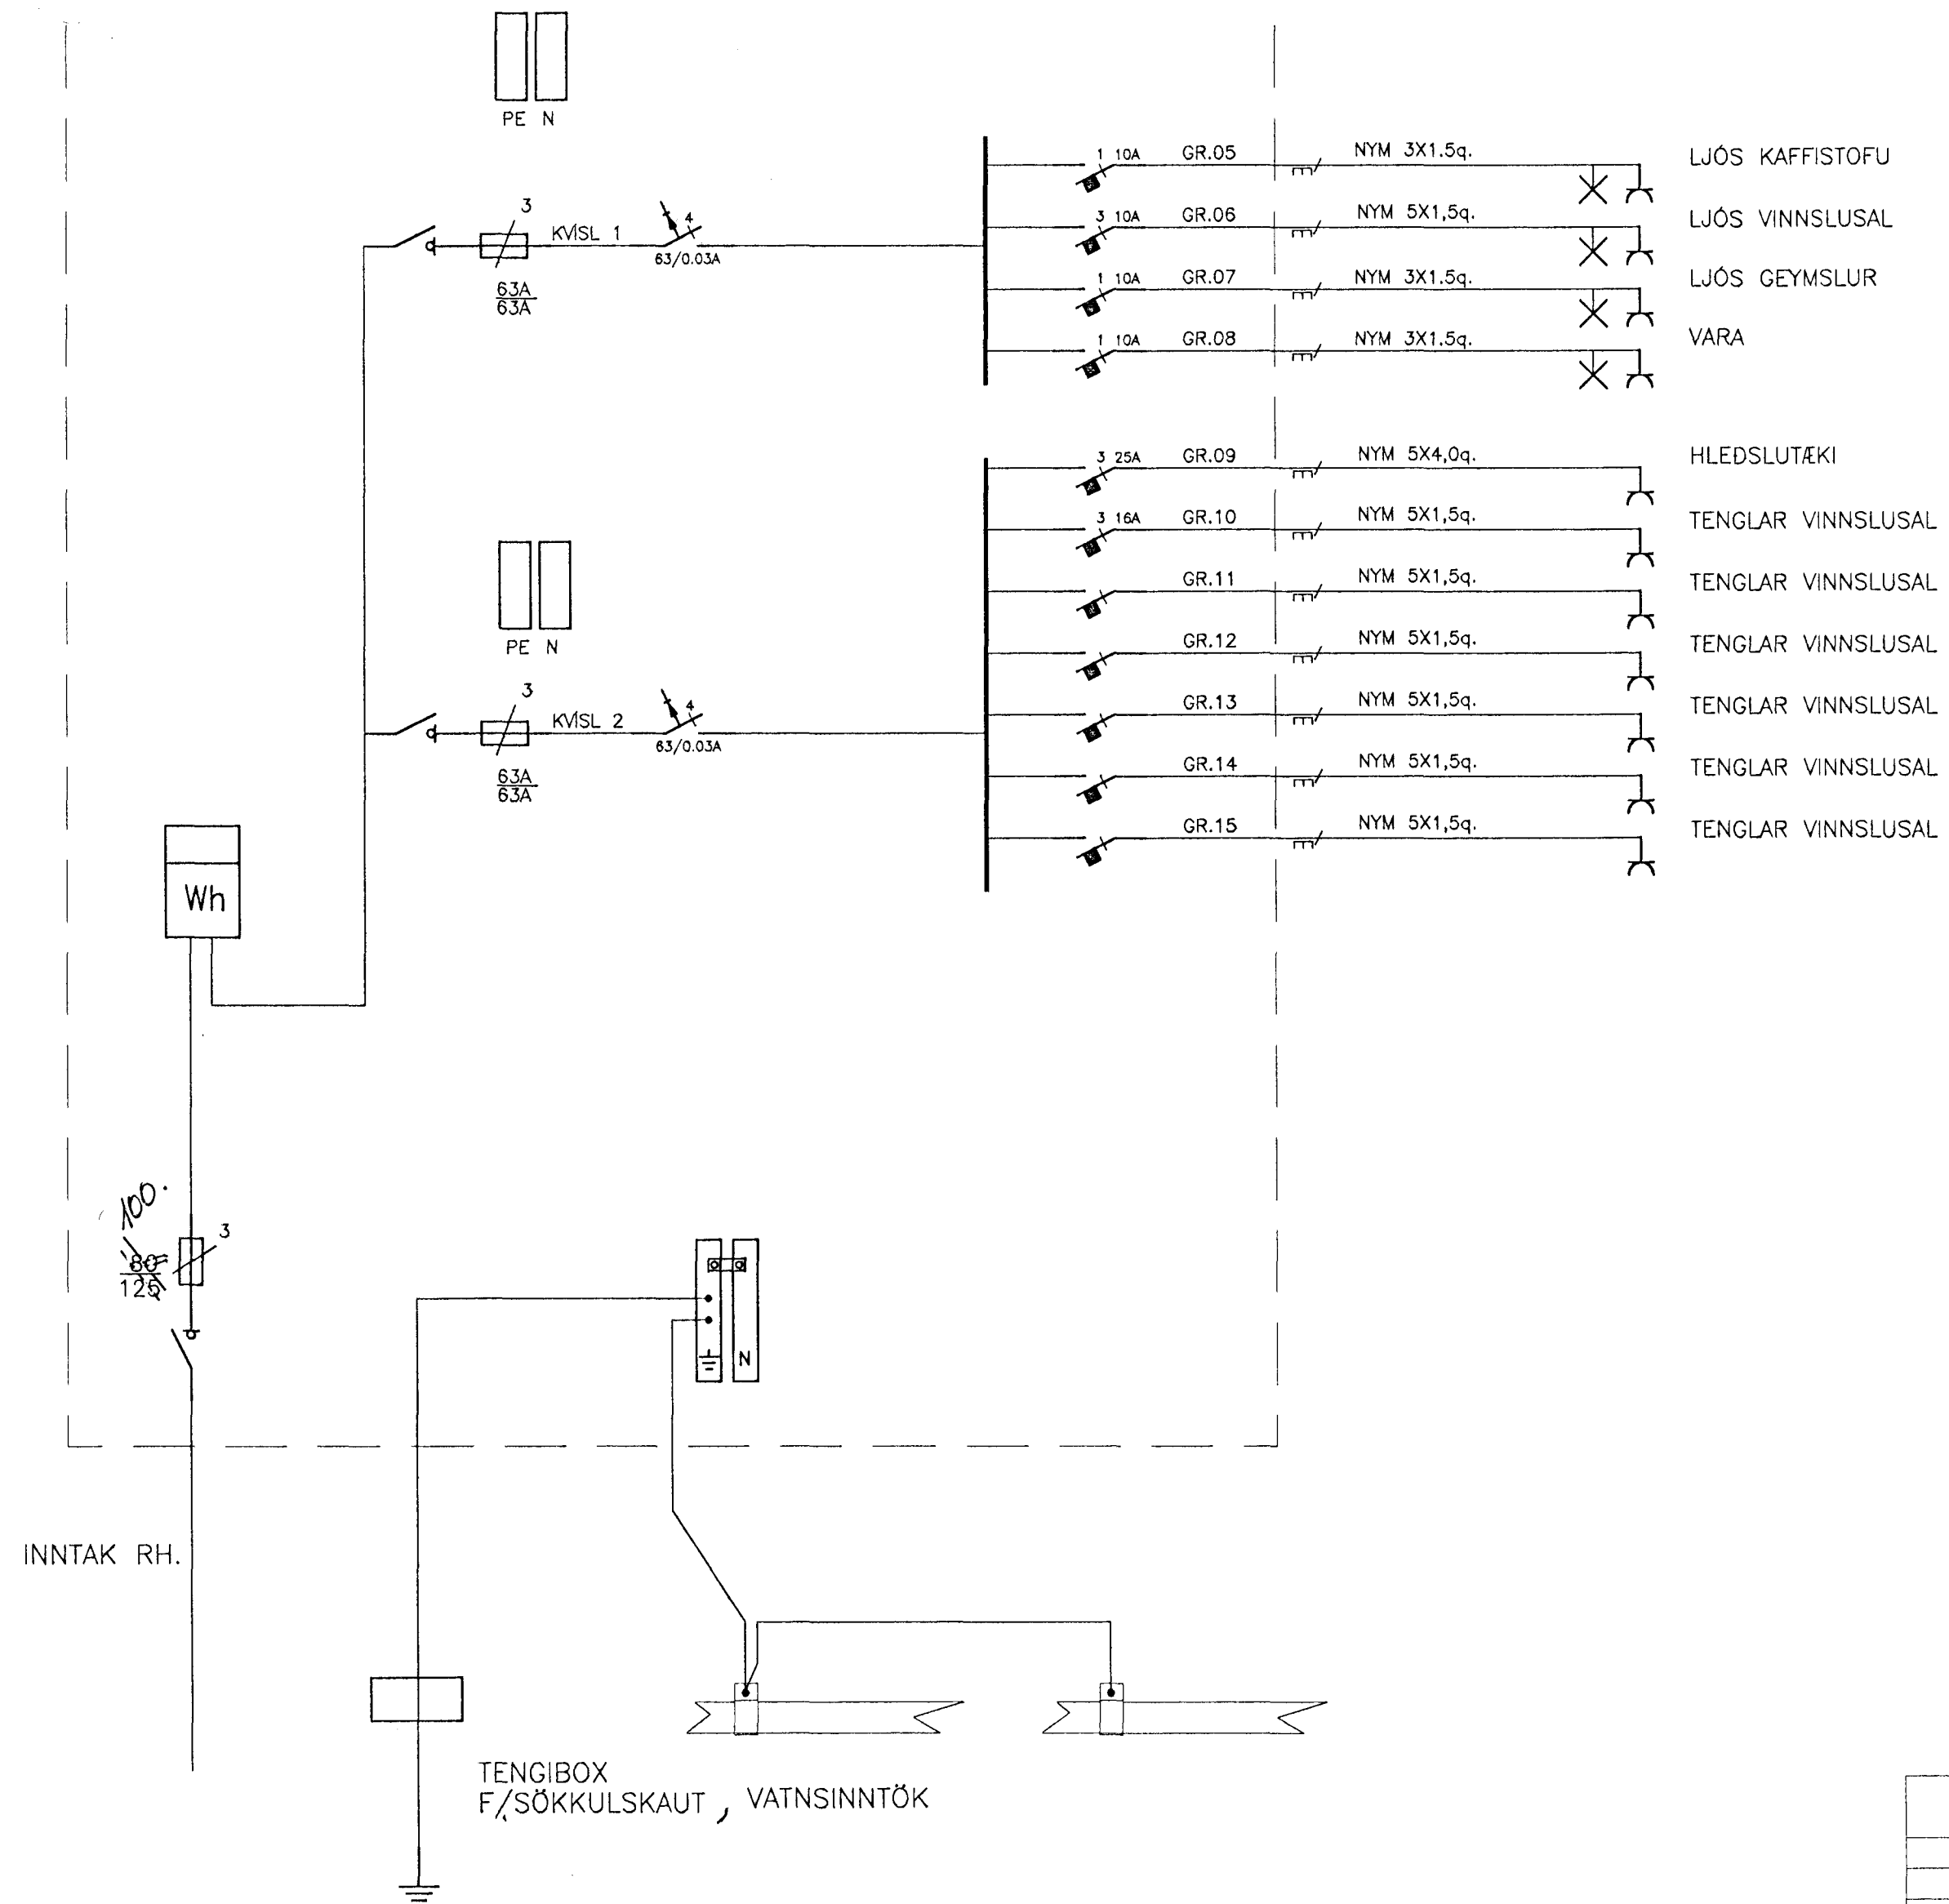 PE N
1 10A GR.05 NYM 3X1.5q. LJÓS KAFFISTOFU
3 10A GR.06 NYM 5X1,5q. LJÓS VINNSLUSAL
1 10A GR.07 NYM 3X1.5q. LJÓS GEYMSLUR
1 10A GR.08 NYM 3X1.5q. VARA
3
KVÍSL 1
4
63/0.03A
63A
63A
3 25A GR.09 NYM 5X4,0q. HLEÐSLUTÆKI
3 16A GR.10 NYM 5X1,5q. TENGLAR VINNSLUSAL
GR.11 NYM 5X1,5q. TENGLAR VINNSLUSAL
GR.12 NYM 5X1,5q. TENGLAR VINNSLUSAL
GR.13 NYM 5X1,5q. TENGLAR VINNSLUSAL
GR.14 NYM 5X1,5q. TENGLAR VINNSLUSAL
GR.15 NYM 5X1,5q. TENGLAR VINNSLUSAL
PE N
3
KVÍSL 2
4
63/0.03A
63A
63A
Wh
100.
3
80
125
N
INNTAK RH.
TENGIBOX
F/SÖKKULSKAUT , VATNSINNTÖK